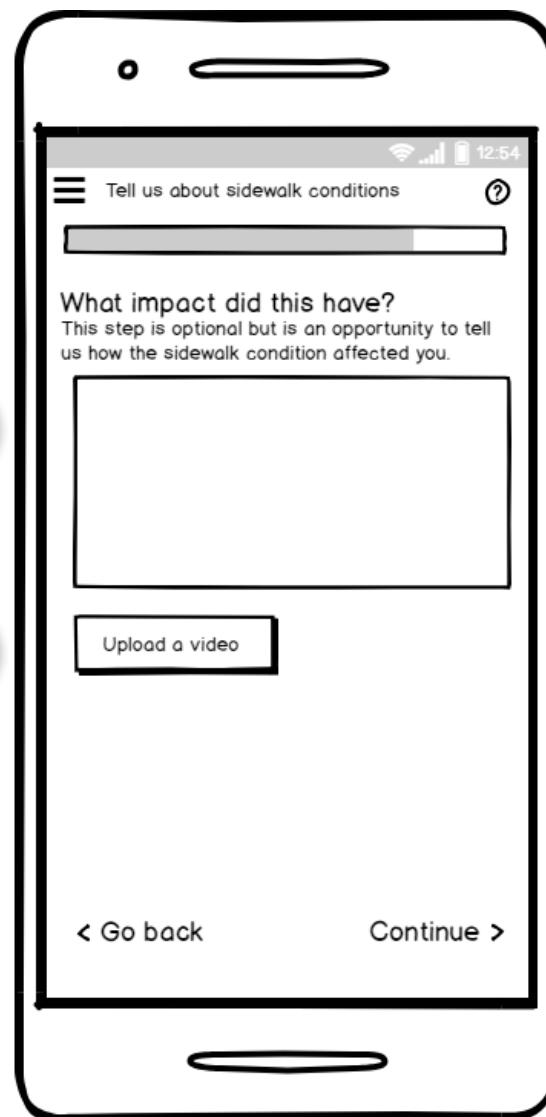 12:54
Tell us about sidewalk conditions
?
What impact did this have?
This step is optional but is an opportunity to tell
us how the sidewalk condition affected you.
Upload a video
< Go back
Continue >